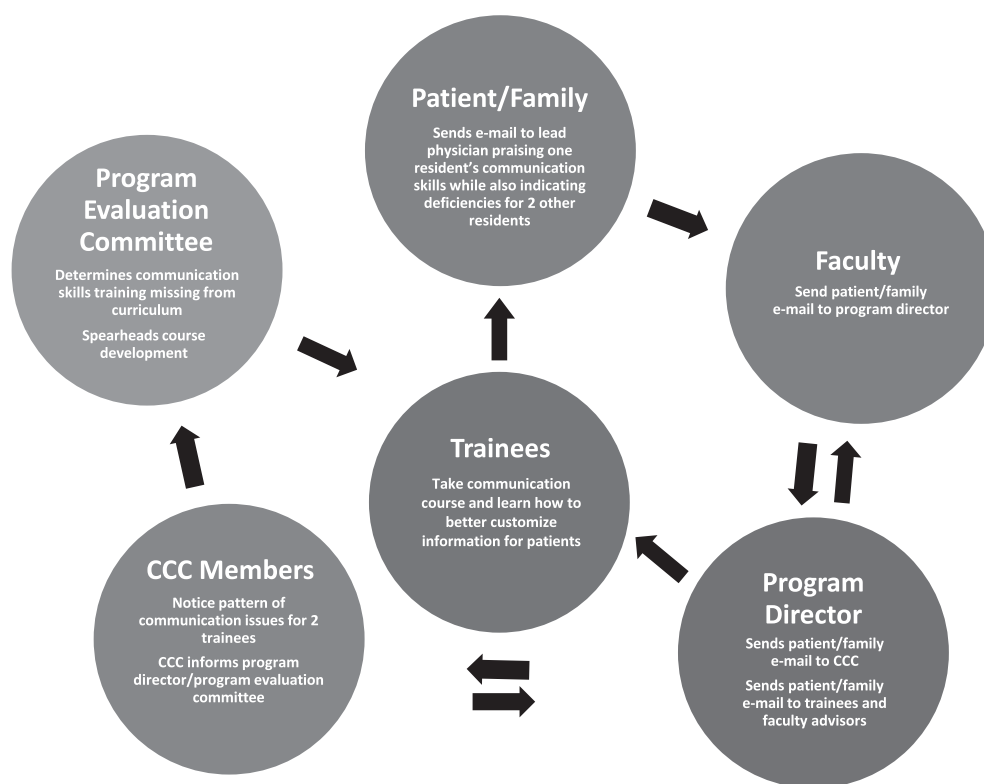 Patient/Family
Sends e-mail to lead
physician praising one
resident’s communication
skills while also indicating
deficiencies for 2 other
residents
Program
Evaluation
Committee
Determines communication
skills training missing from
curriculum
Spearheads course
development
Faculty
Send patient/family
e-mail to program director
Trainees
Take communication
course and learn how to
better customize
information for patients
CCC Members
Notice pattern of
communication issues for 2
trainees
CCC informs program
director/program evaluation
committee
Program
Director
Sends patient/family
e-mail to CCC
Sends patient/family
e-mail to trainees and
faculty advisors